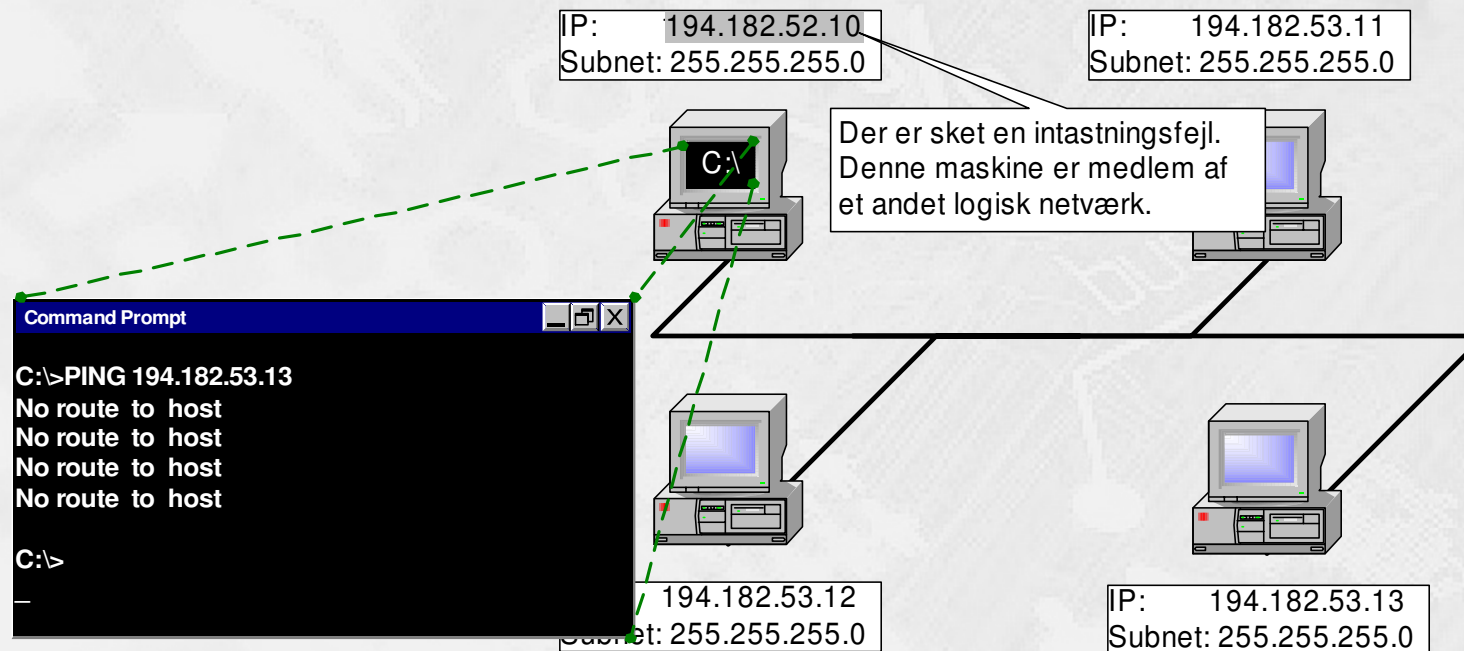 IP: 194.182.52.10
Subnet: 255.255.255.0
IP: 194.182.53.11
Subnet: 255.255.255.0
Der er sket en intastningsfejl.
Denne maskine er medlem af
et andet logisk netværk.
C:\
Command Prompt
C:\>PING 194.182.53.13
No route to host
No route to host
No route to host
No route to host
C:\>
_
194.182.53.12
Subnet: 255.255.255.0
IP: 194.182.53.13
Subnet: 255.255.255.0